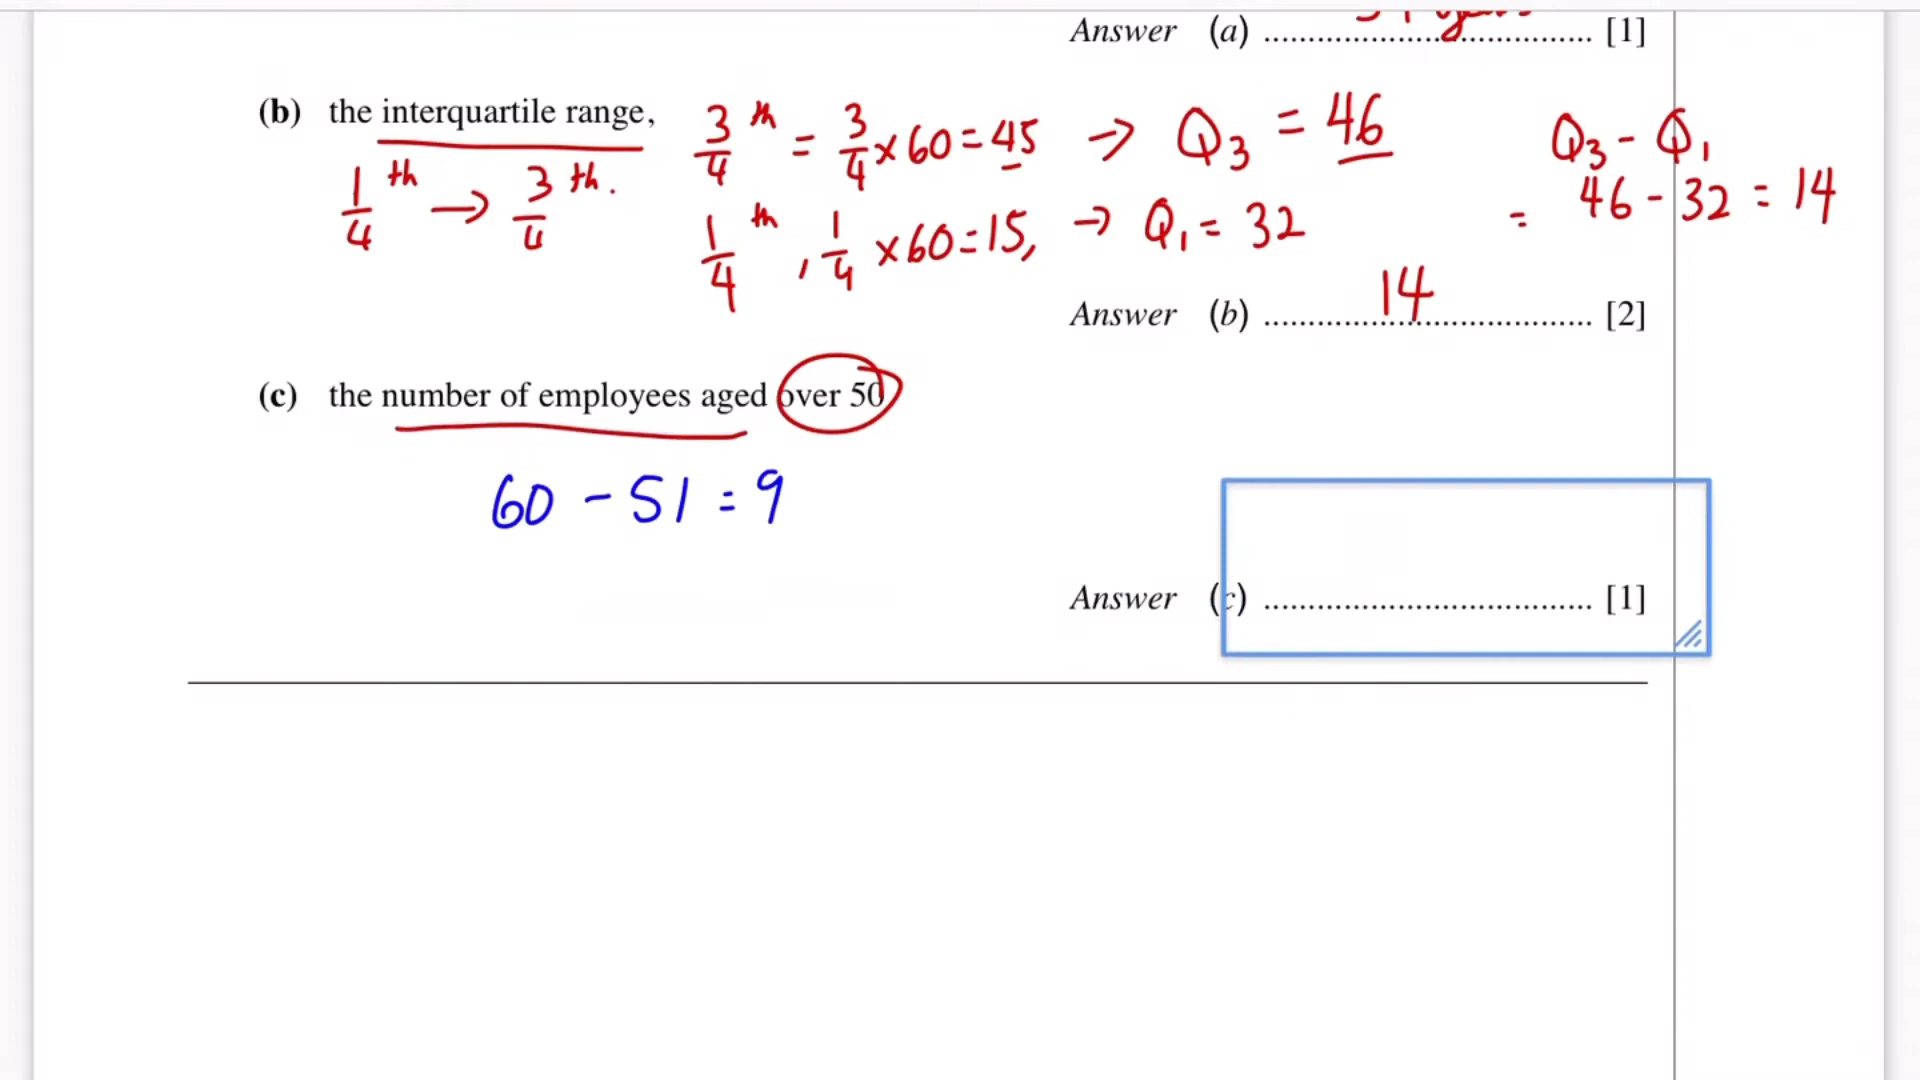 Answer (a) ..................................... [1]
(b) the interquartile range, 3/4 th = 3/4 × 60 = 45 → Q3 = 46 Q3 - Q1
1/4 th → 3/4 th. 1/4 th, 1/4 × 60 = 15, → Q1 = 32 = 46 - 32 = 14
Answer (b) 14 [2]
(c) the number of employees aged over 50
60 - 51 = 9
Answer (c) ..................................... [1]